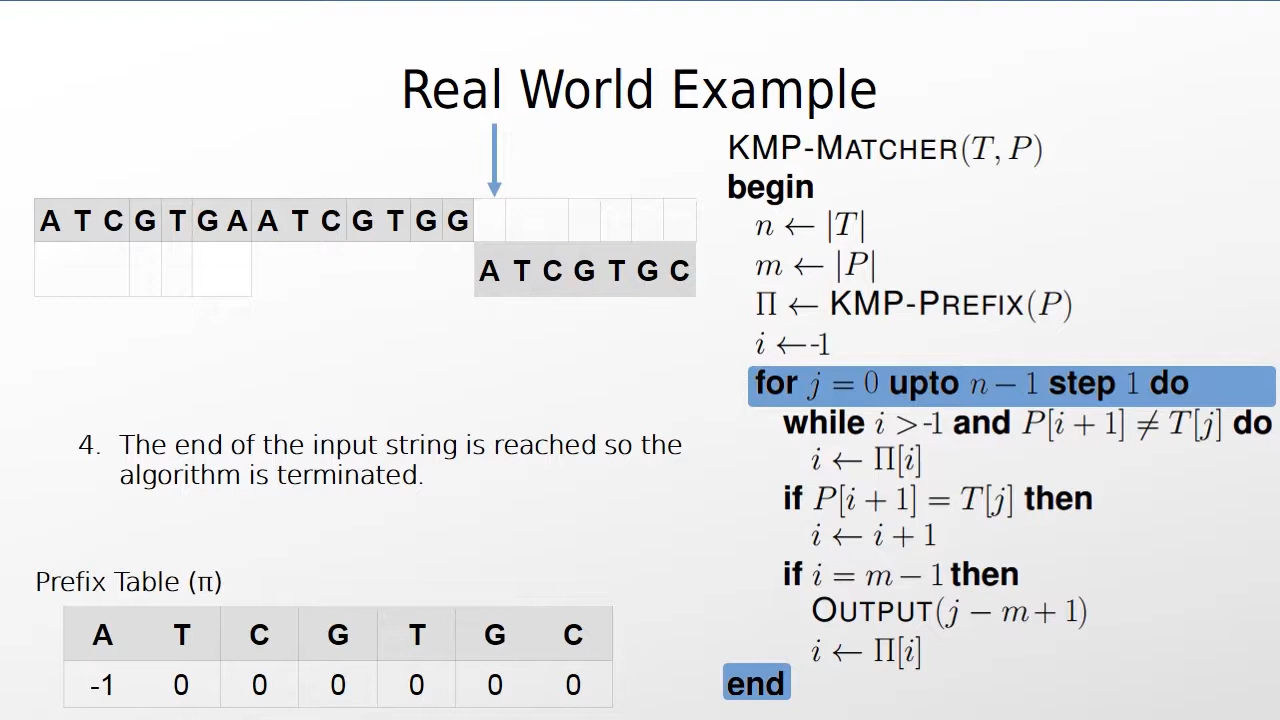 Real World Example
A T C G T G A A T C G T G G
A T C G T G C
4. The end of the input string is reached so the
algorithm is terminated.
Prefix Table (π)
A T C G T G C
-1 0 0 0 0 0 0
KMP-MATCHER(T, P)
begin
n ← |T|
m ← |P|
Π ← KMP-PREFIX(P)
i ←-1
for j = 0 upto n − 1 step 1 do
while i >-1 and P[i + 1] ≠ T[j] do
i ← Π[i]
if P[i + 1] = T[j] then
i ← i + 1
if i = m − 1 then
OUTPUT(j − m + 1)
i ← Π[i]
end